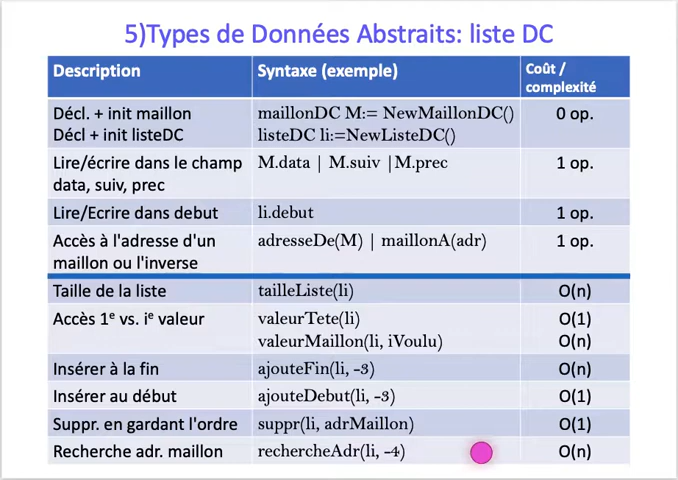 5)Types de Données Abstraits: liste DC
Description Syntaxe (exemple) Coût / complexité
Décl. + init maillon maillonDC M:= NewMaillonDC() 0 op.
Décl + init listeDC listeDC li:=NewListeDC()
Lire/écrire dans le champ M.data | M.suiv |M.prec 1 op.
data, suiv, prec
Lire/Ecrire dans debut li.debut 1 op.
Accès à l'adresse d'un adresseDe(M) | maillonA(adr) 1 op.
maillon ou l'inverse
Taille de la liste tailleListe(li) O(n)
Accès 1e vs. ie valeur valeurTete(li) O(1)
valeurMaillon(li, iVoulu) O(n)
Insérer à la fin ajouteFin(li, -3) O(n)
Insérer au début ajouteDebut(li, -3) O(1)
Suppr. en gardant l'ordre suppr(li, adrMaillon) O(1)
Recherche adr. maillon rechercheAdr(li, -4) O(n)